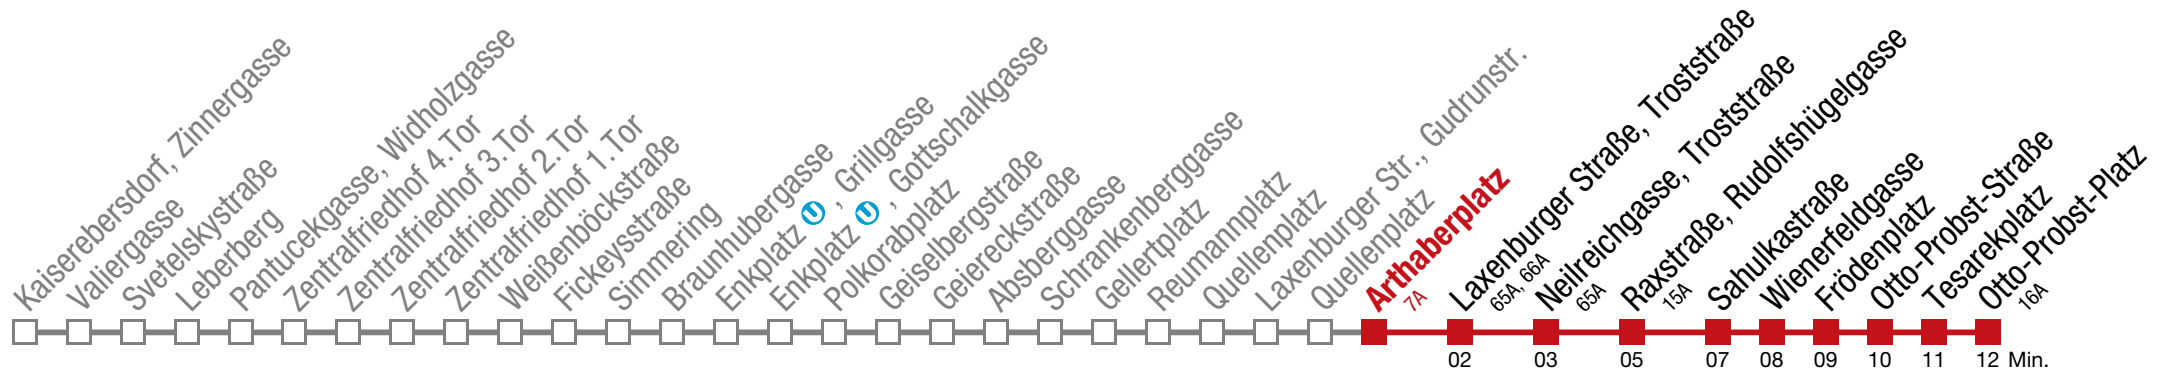 Kaiserebersdorf, Zinnergasse
Valiergasse
Svetelskystraße
Leberberg
Pantucekgasse, Widholzgasse
Zentralfriedhof 4. Tor
Zentralfriedhof 3. Tor
Zentralfriedhof 2. Tor
Zentralfriedhof 1. Tor
Weißenböckstraße
Fickeysstraße
Simmering
Braunhubergasse
Enkplatz U, Grillgasse
Enkplatz U, Gottschalkgasse
Polkorabplatz
Geiselbergstraße
Geiereckstraße
Absberggasse
Schrankenberggasse
Gellertplatz
Reumannplatz
Quellenplatz
Laxenburger Str., Gudrunstr.
Quellenplatz
Arthaberplatz
7A
Laxenburger Straße, Troststraße
65A, 66A
Neilreichgasse, Troststraße
65A
Raxstraße, Rudolfshügelgasse
15A
Sahulkastraße
Wienerfeldgasse
Frödenplatz
Otto-Probst-Straße
Tesarekplatz
Otto-Probst-Platz
16A
02 03 05 07 08 09 10 11 12 Min.